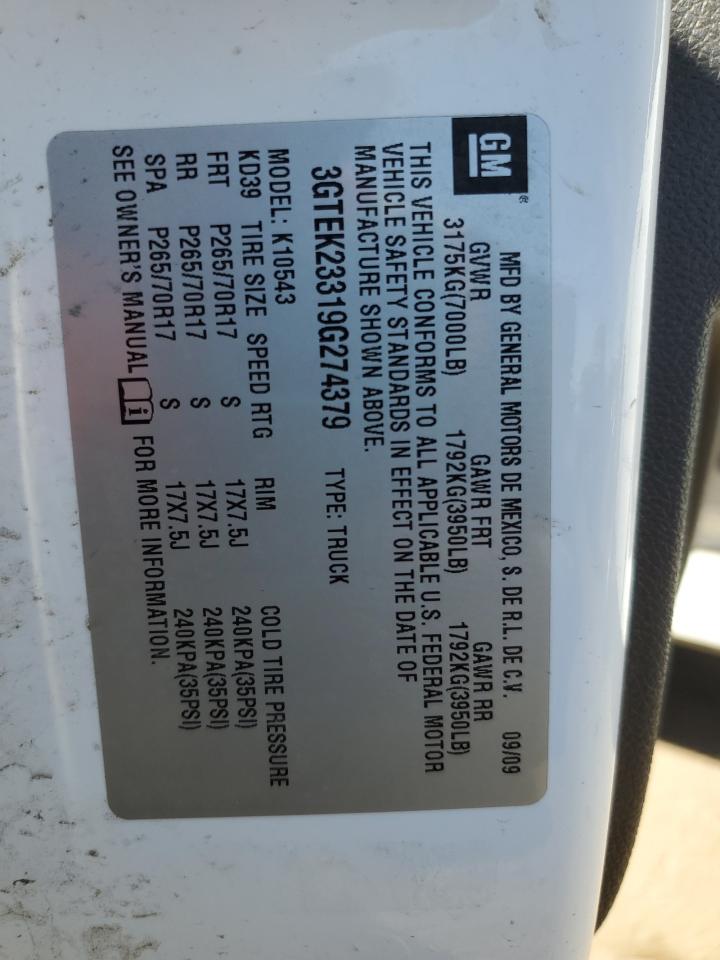 GM
MFD BY GENERAL MOTORS DE MEXICO, S. DE R.L. DE C.V. 09/09
GVWR GAWR FRT GAWR RR
3175KG(7000LB) 1792KG(3950LB) 1792KG(3950LB)
THIS VEHICLE CONFORMS TO ALL APPLICABLE U.S. FEDERAL MOTOR
VEHICLE SAFETY STANDARDS IN EFFECT ON THE DATE OF
MANUFACTURE SHOWN ABOVE.
3GTEK23319G274379 TYPE: TRUCK
MODEL: K10543
KD39 TIRE SIZE SPEED RTG RIM COLD TIRE PRESSURE
FRT P265/70R17 S 17X7.5J 240KPA(35PSI)
RR P265/70R17 S 17X7.5J 240KPA(35PSI)
SPA P265/70R17 S 17X7.5J 240KPA(35PSI)
SEE OWNER'S MANUAL i FOR MORE INFORMATION.